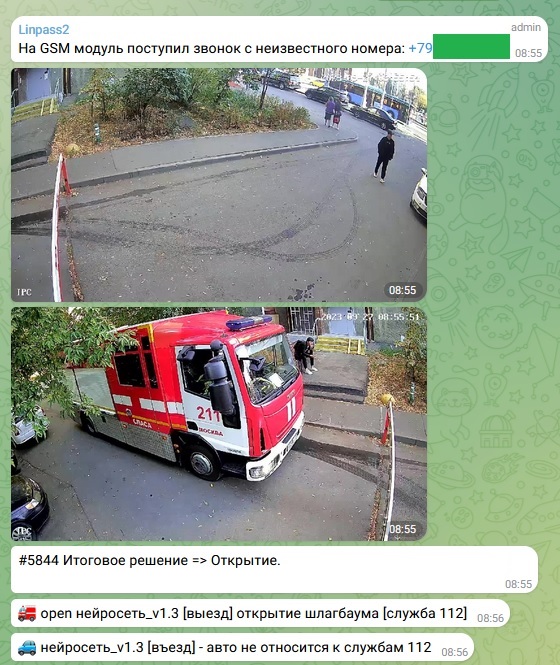 Linpass2
admin
На GSM модуль поступил звонок с неизвестного номера: +79
08:55
IPC
08:55
2023-09-27 08:55:51
211
МОСКВА
IPC
08:55
#5844 Итоговое решение => Открытие.
08:55
🚒 open нейросеть_v1.3 [выезд] открытие шлагбаума [служба 112]
08:56
🚙 нейросеть_v1.3 [въезд] - авто не относится к службам 112
08:56